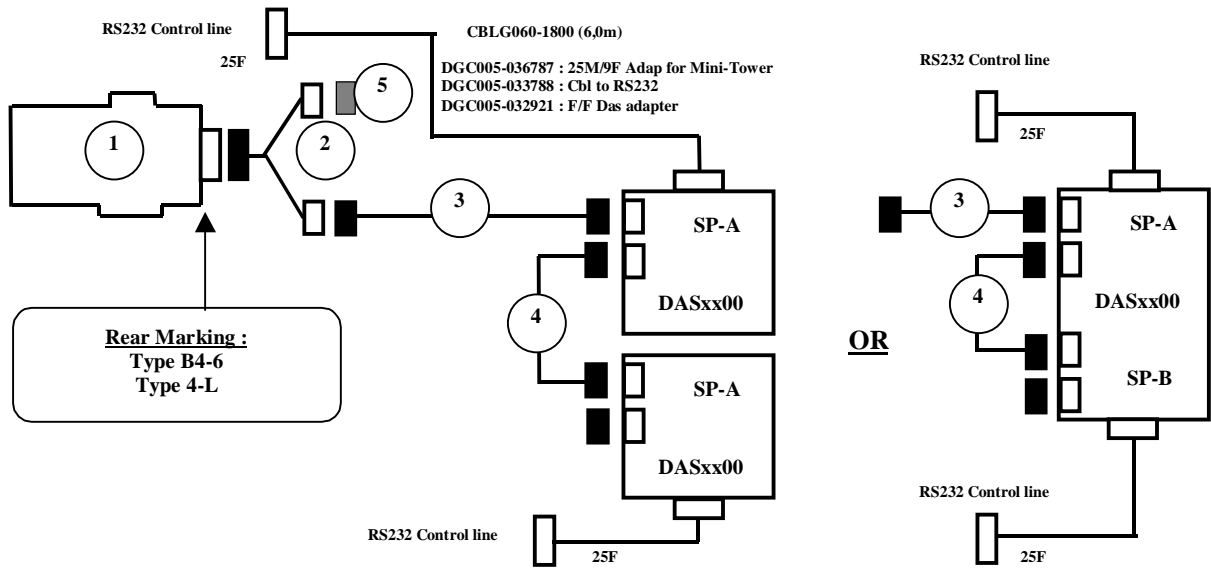 RS232 Control line
25F
CBLG060-1800 (6,0m)
DGC005-036787 : 25M/9F Adap for Mini-Tower
DGC005-033788 : Cbl to RS232
DGC005-032921 : F/F Das adapter
5
1
2
3
SP-A
DASxx00
4
SP-A
DASxx00
Rear Marking :
Type B4-6
Type 4-L
RS232 Control line
25F
OR
RS232 Control line
25F
3
SP-A
4
DASxx00
SP-B
RS232 Control line
25F